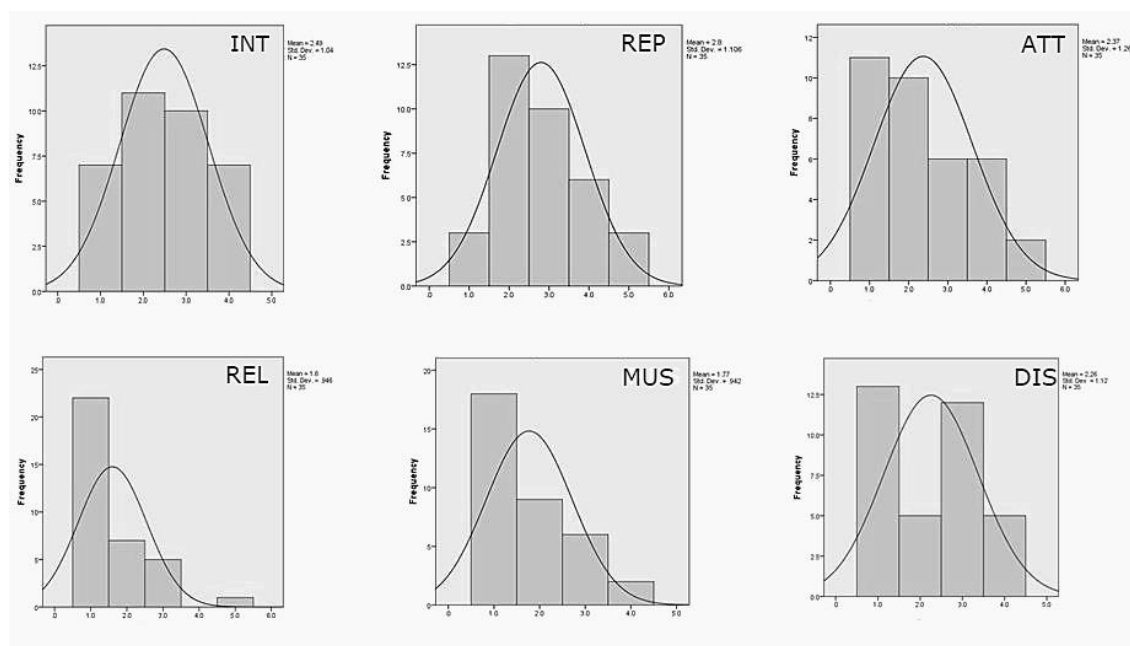 INT
Mean = 2.49
Std. Dev. = 1.04
N = 35
Frequency
12.5
10.0
7.5
5.0
2.5
0.0
.0 1.0 2.0 3.0 4.0 5.0
REP
Mean = 2.8
Std. Dev. = 1.106
N = 35
Frequency
12.5
10.0
7.5
5.0
2.5
0.0
.0 1.0 2.0 3.0 4.0 5.0 6.0
ATT
Mean = 2.37
Std. Dev. = 1.26
N = 35
Frequency
12
10
8
6
4
2
0
.0 1.0 2.0 3.0 4.0 5.0 6.0
REL
Mean = 1.6
Std. Dev. = .946
N = 35
Frequency
25
20
15
10
5
0
.0 1.0 2.0 3.0 4.0 5.0 6.0
MUS
Mean = 1.77
Std. Dev. = .942
N = 35
Frequency
20
15
10
5
0
.0 1.0 2.0 3.0 4.0 5.0
DIS
Mean = 2.26
Std. Dev. = 1.12
N = 35
Frequency
12.5
10.0
7.5
5.0
2.5
0.0
.0 1.0 2.0 3.0 4.0 5.0